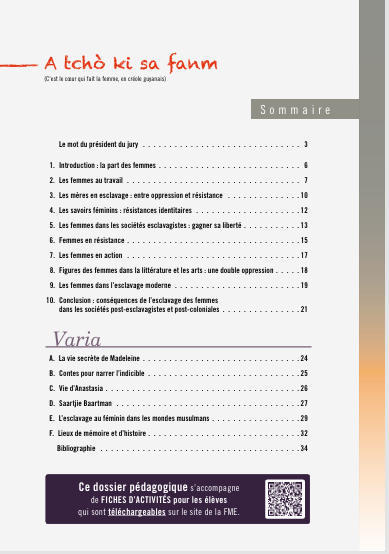 A tchò ki sa fanm
(C'est le cœur qui fait la femme, en créole guyanais)
Sommaire
Le mot du président du jury . . . . . . . . . . . . . . . . . . . . . . . . . . . . . . 3
1. Introduction : la part des femmes . . . . . . . . . . . . . . . . . . . . . . . . . . 6
2. Les femmes au travail . . . . . . . . . . . . . . . . . . . . . . . . . . . . . . . . . 7
3. Les mères en esclavage : entre oppression et résistance . . . . . . . . . . . . . . 10
4. Les savoirs féminins : résistances identitaires . . . . . . . . . . . . . . . . . . . 12
5. Les femmes dans les sociétés esclavagistes : gagner sa liberté . . . . . . . . . . 13
6. Femmes en résistance . . . . . . . . . . . . . . . . . . . . . . . . . . . . . . . . 15
7. Les femmes en action . . . . . . . . . . . . . . . . . . . . . . . . . . . . . . . . 17
8. Figures des femmes dans la littérature et les arts : une double oppression . . . . . 18
9. Les femmes dans l'esclavage moderne . . . . . . . . . . . . . . . . . . . . . . . 19
10. Conclusion : conséquences de l'esclavage des femmes
dans les sociétés post-esclavagistes et post-coloniales . . . . . . . . . . . . . . . 21
Varia
A. La vie secrète de Madeleine . . . . . . . . . . . . . . . . . . . . . . . . . . . . . 24
B. Contes pour narrer l'indicible . . . . . . . . . . . . . . . . . . . . . . . . . . . . 25
C. Vie d'Anastasia . . . . . . . . . . . . . . . . . . . . . . . . . . . . . . . . . . . 26
D. Saartjie Baartman . . . . . . . . . . . . . . . . . . . . . . . . . . . . . . . . . . 27
E. L'esclavage au féminin dans les mondes musulmans . . . . . . . . . . . . . . . . 29
F. Lieux de mémoire et d'histoire . . . . . . . . . . . . . . . . . . . . . . . . . . . 32
Bibliographie . . . . . . . . . . . . . . . . . . . . . . . . . . . . . . . . . . . . . 34
Ce dossier pédagogique s'accompagne
de FICHES D'ACTIVITÉS pour les élèves
qui sont téléchargeables sur le site de la FME.